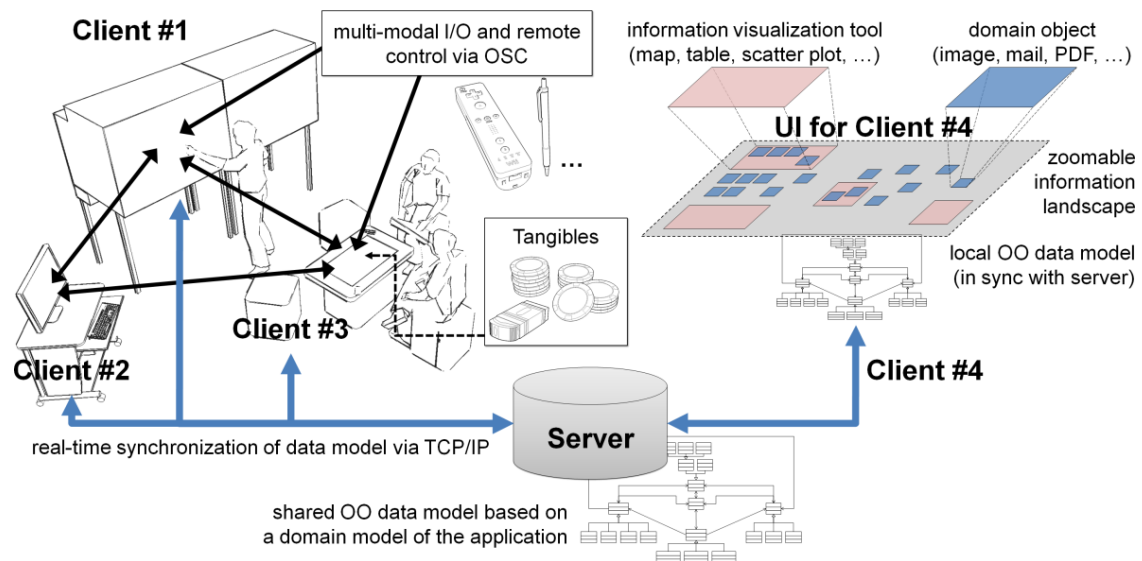 Client #1
multi-modal I/O and remote
control via OSC
...
information visualization tool
(map, table, scatter plot, ...)
domain object
(image, mail, PDF, ...)
UI for Client #4
zoomable
information
landscape
local OO data model
(in sync with server)
Tangibles
Client #3
Client #2
Client #4
Server
real-time synchronization of data model via TCP/IP
shared OO data model based on
a domain model of the application